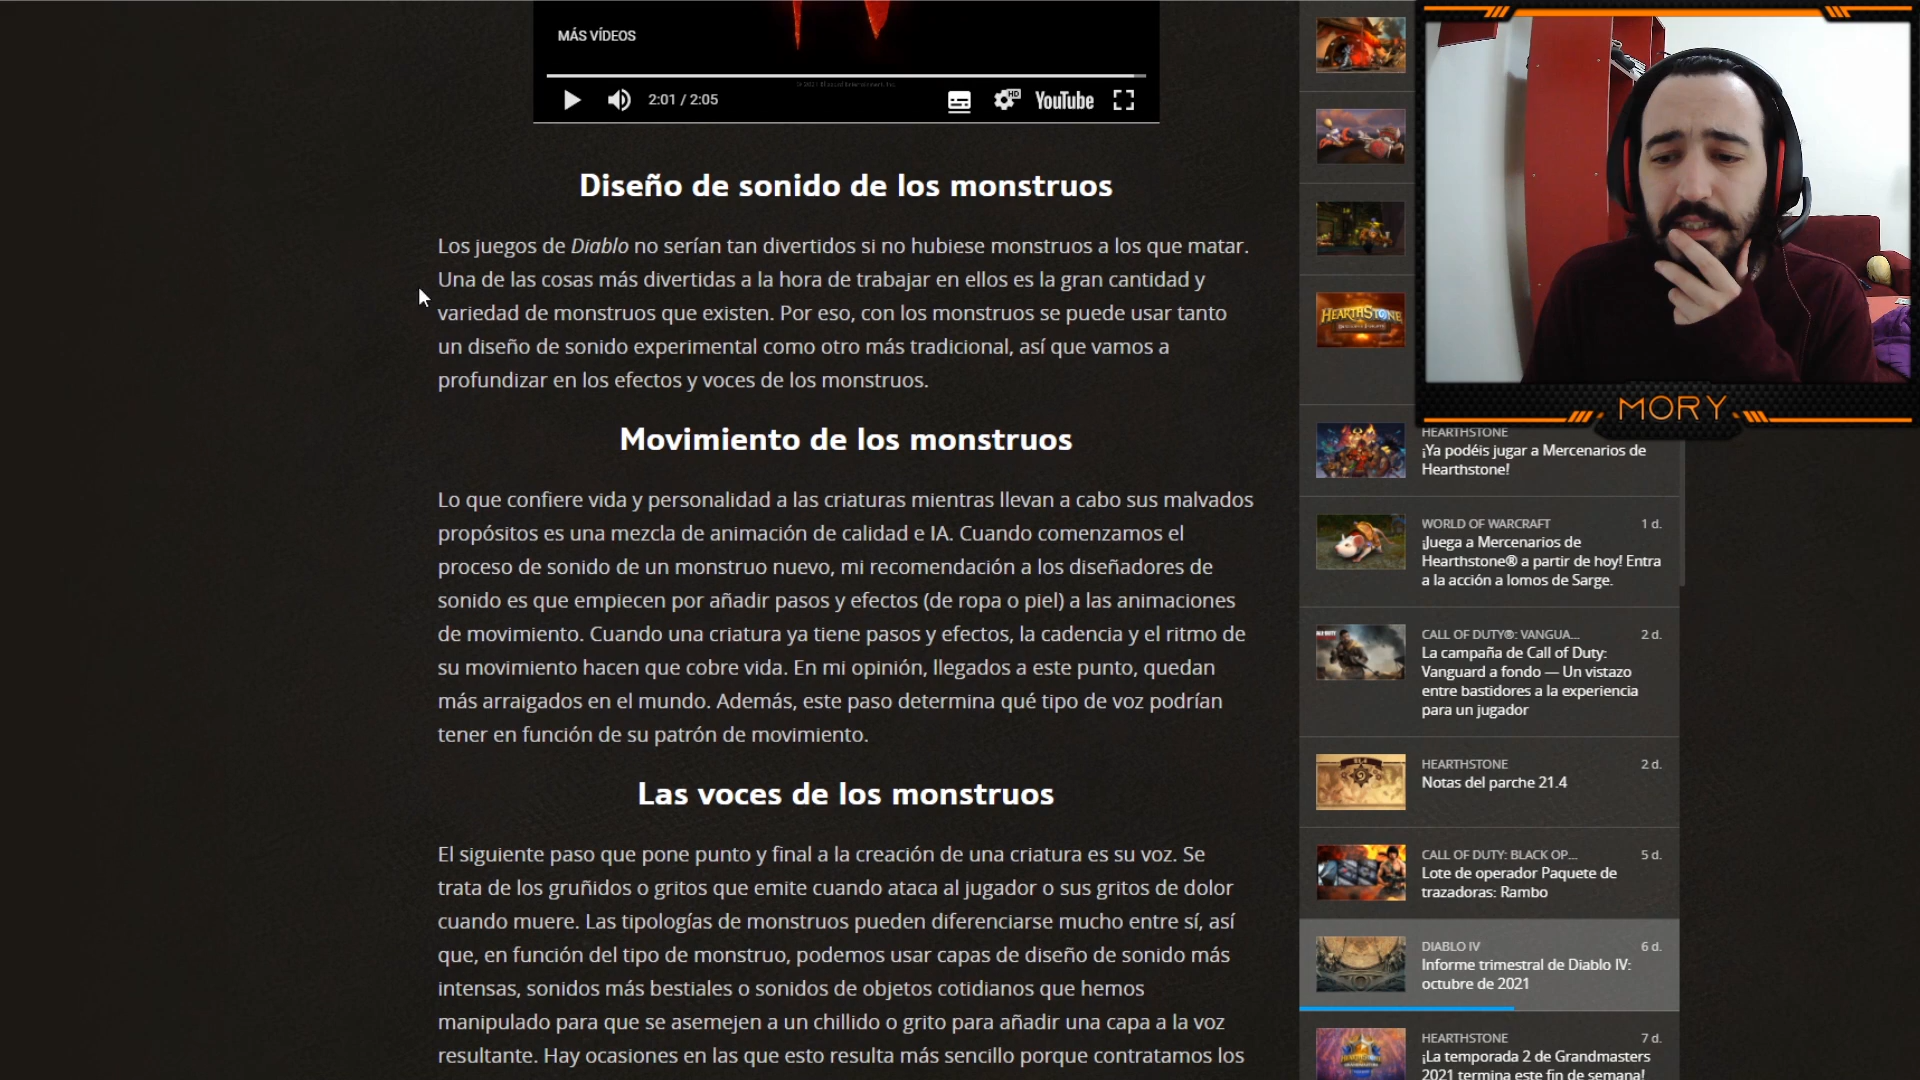 MÁS VÍDEOS
2:01 / 2:05
HD
YouTube
Diseño de sonido de los monstruos
Los juegos de Diablo no serían tan divertidos si no hubiese monstruos a los que matar.
Una de las cosas más divertidas a la hora de trabajar en ellos es la gran cantidad y
variedad de monstruos que existen. Por eso, con los monstruos se puede usar tanto
un diseño de sonido experimental como otro más tradicional, así que vamos a
profundizar en los efectos y voces de los monstruos.
Movimiento de los monstruos
Lo que confiere vida y personalidad a las criaturas mientras llevan a cabo sus malvados
propósitos es una mezcla de animación de calidad e IA. Cuando comenzamos el
proceso de sonido de un monstruo nuevo, mi recomendación a los diseñadores de
sonido es que empiecen por añadir pasos y efectos (de ropa o piel) a las animaciones
de movimiento. Cuando una criatura ya tiene pasos y efectos, la cadencia y el ritmo de
su movimiento hacen que cobre vida. En mi opinión, llegados a este punto, quedan
más arraigados en el mundo. Además, este paso determina qué tipo de voz podrían
tener en función de su patrón de movimiento.
Las voces de los monstruos
El siguiente paso que pone punto y final a la creación de una criatura es su voz. Se
trata de los gruñidos o gritos que emite cuando ataca al jugador o sus gritos de dolor
cuando muere. Las tipologías de monstruos pueden diferenciarse mucho entre sí, así
que, en función del tipo de monstruo, podemos usar capas de diseño de sonido más
intensas, sonidos más bestiales o sonidos de objetos cotidianos que hemos
manipulado para que se asemejen a un chillido o grito para añadir una capa a la voz
resultante. Hay ocasiones en las que esto resulta más sencillo porque contratamos los
MORY
HEARTHSTONE
HEARTHSTONE
¡Ya podéis jugar a Mercenarios de
Hearthstone!
WORLD OF WARCRAFT 1 d.
¡Juega a Mercenarios de
Hearthstone® a partir de hoy! Entra
a la acción a lomos de Sarge.
CALL OF DUTY®: VANGUA... 2 d.
La campaña de Call of Duty:
Vanguard a fondo — Un vistazo
entre bastidores a la experiencia
para un jugador
HEARTHSTONE 2 d.
Notas del parche 21.4
CALL OF DUTY: BLACK OP... 5 d.
Lote de operador Paquete de
trazadoras: Rambo
DIABLO IV 6 d.
Informe trimestral de Diablo IV:
octubre de 2021
HEARTHSTONE 7 d.
¡La temporada 2 de Grandmasters
2021 termina este fin de semana!